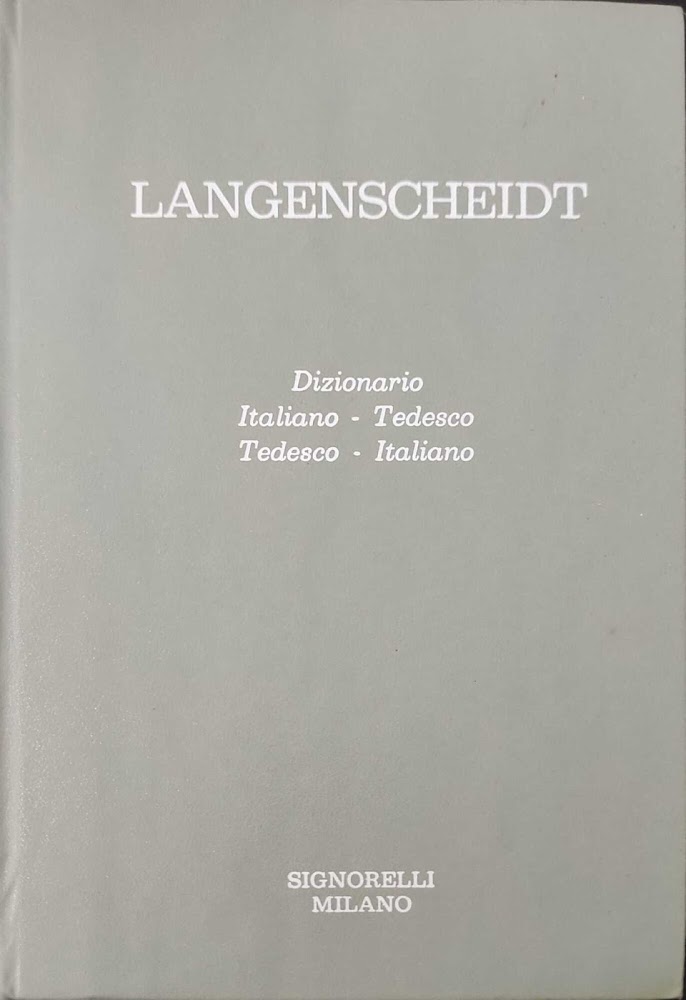 LANGENSCHEIDT
Dizionario
Italiano - Tedesco
Tedesco - Italiano
SIGNORELLI
MILANO